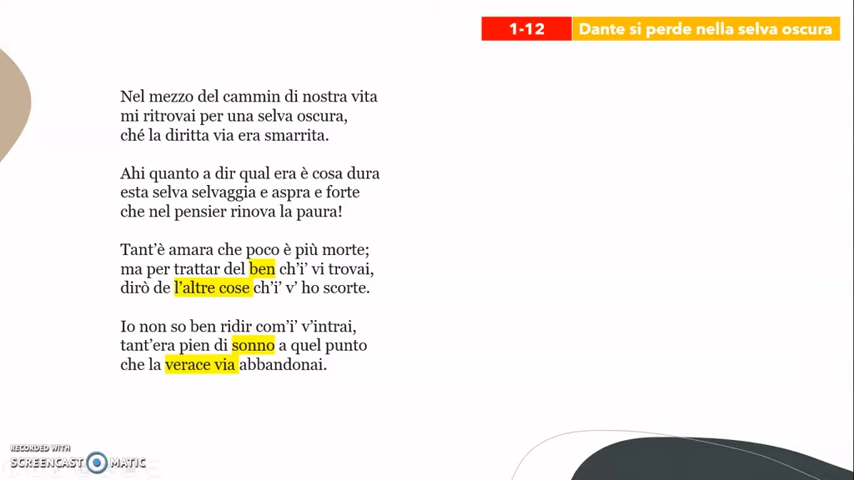 1-12 Dante si perde nella selva oscura
Nel mezzo del cammin di nostra vita
mi ritrovai per una selva oscura,
ché la diritta via era smarrita.
Ahi quanto a dir qual era è cosa dura
esta selva selvaggia e aspra e forte
che nel pensier rinova la paura!
Tant'è amara che poco è più morte;
ma per trattar del ben ch'i' vi trovai,
dirò de l'altre cose ch'i' v' ho scorte.
Io non so ben ridir com'i' v'intrai,
tant'era pien di sonno a quel punto
che la verace via abbandonai.
RECORDED WITH
SCREENCAST MATIC